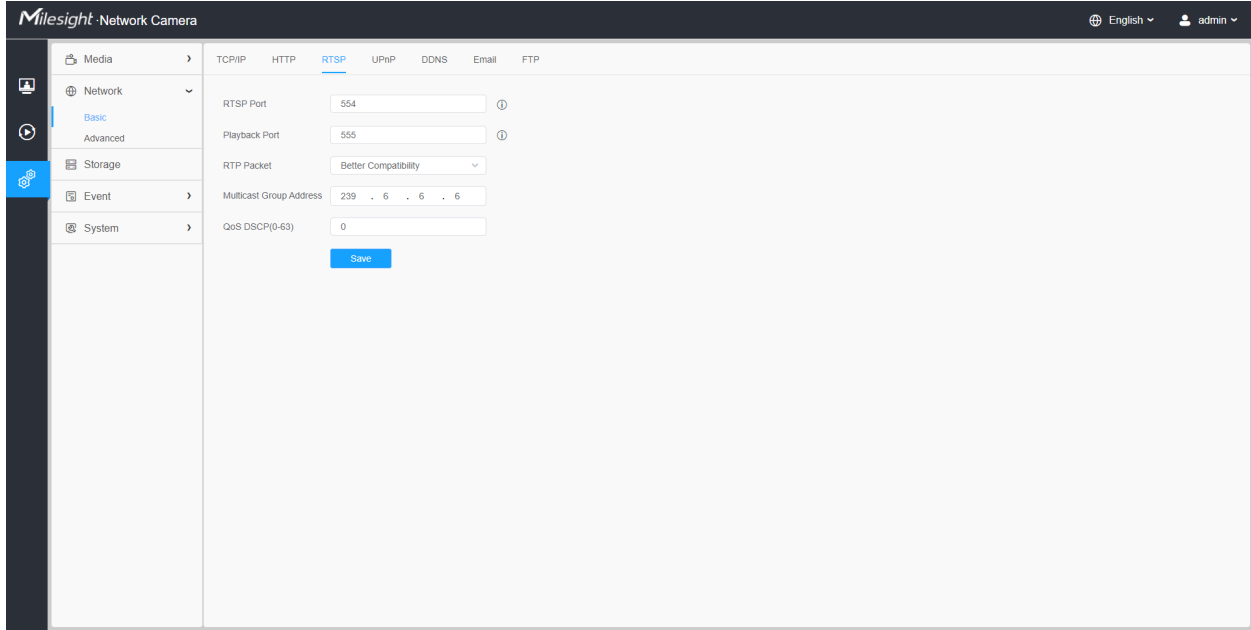 Milesight · Network Camera English admin
Media
Network
Basic
Advanced
Storage
Event
System
TCP/IP HTTP RTSP UPnP DDNS Email FTP
RTSP Port 554
Playback Port 555
RTP Packet Better Compatibility
Multicast Group Address 239 . 6 . 6 . 6
QoS DSCP(0-63) 0
Save